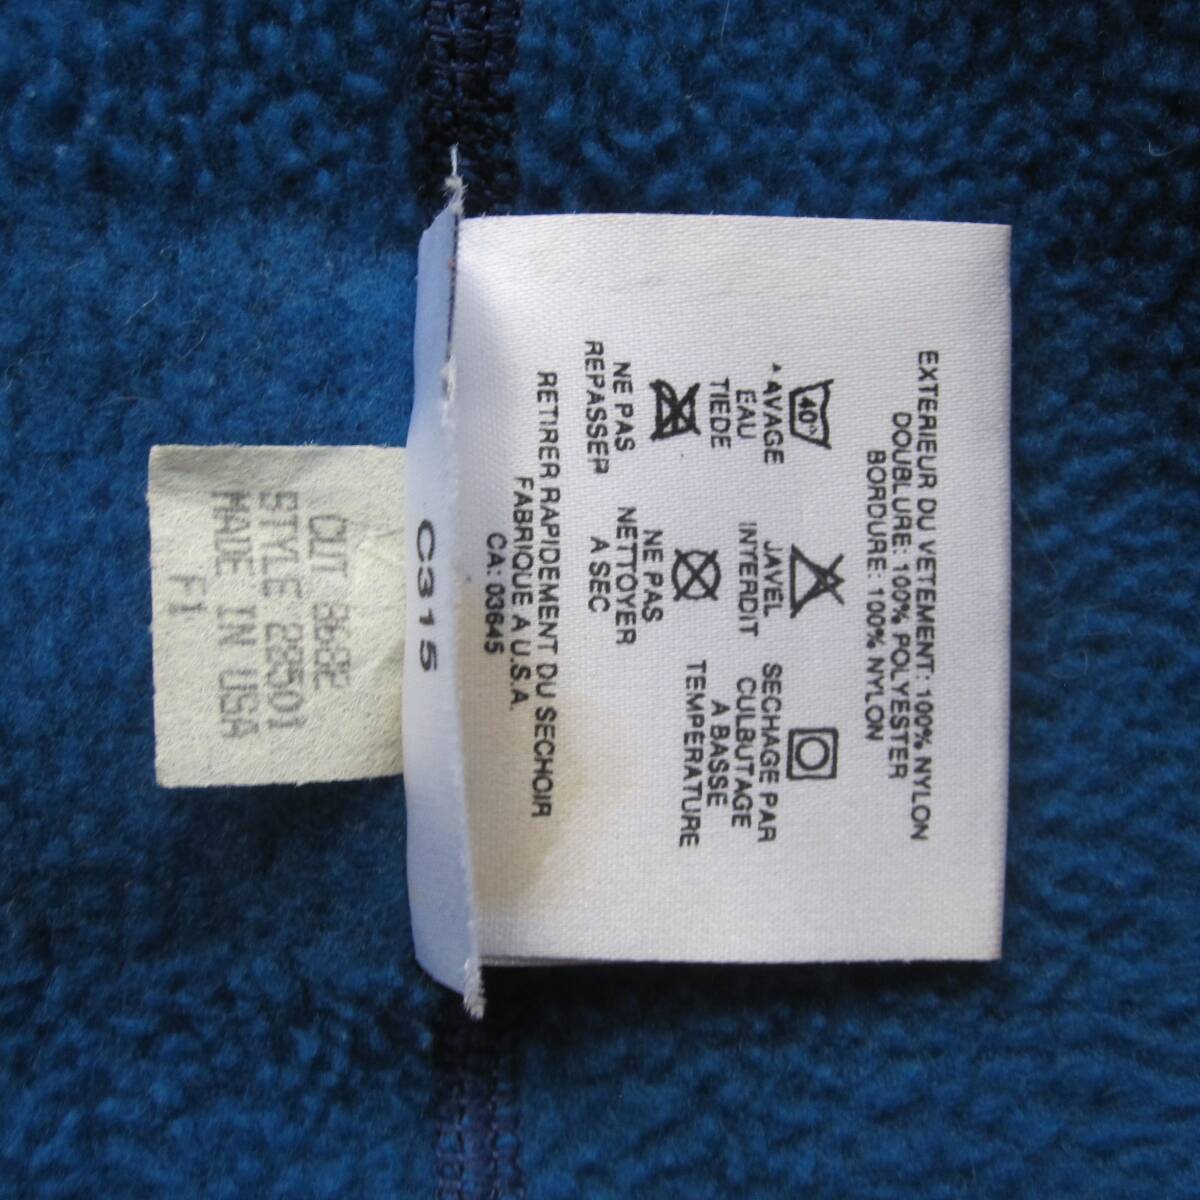 EXTERIEUR DU VETEMENT: 100% NYLON
DOUBLURE: 100% POLYESTER
BORDURE: 100% NYLON
40°
LAVAGE
EAU
TIEDE
JAVEL
INTERDIT
SECHAGE PAR
CULBUTAGE
A BASSE
TEMPERATURE
NE PAS
REPASSER
NE PAS
NETTOYER
A SEC
RETIRER RAPIDEMENT DU SECHOIR
FABRIQUE A U.S.A.
CA: 03645
C315
CUT 8682
STYLE 28501
MADE IN USA
F1